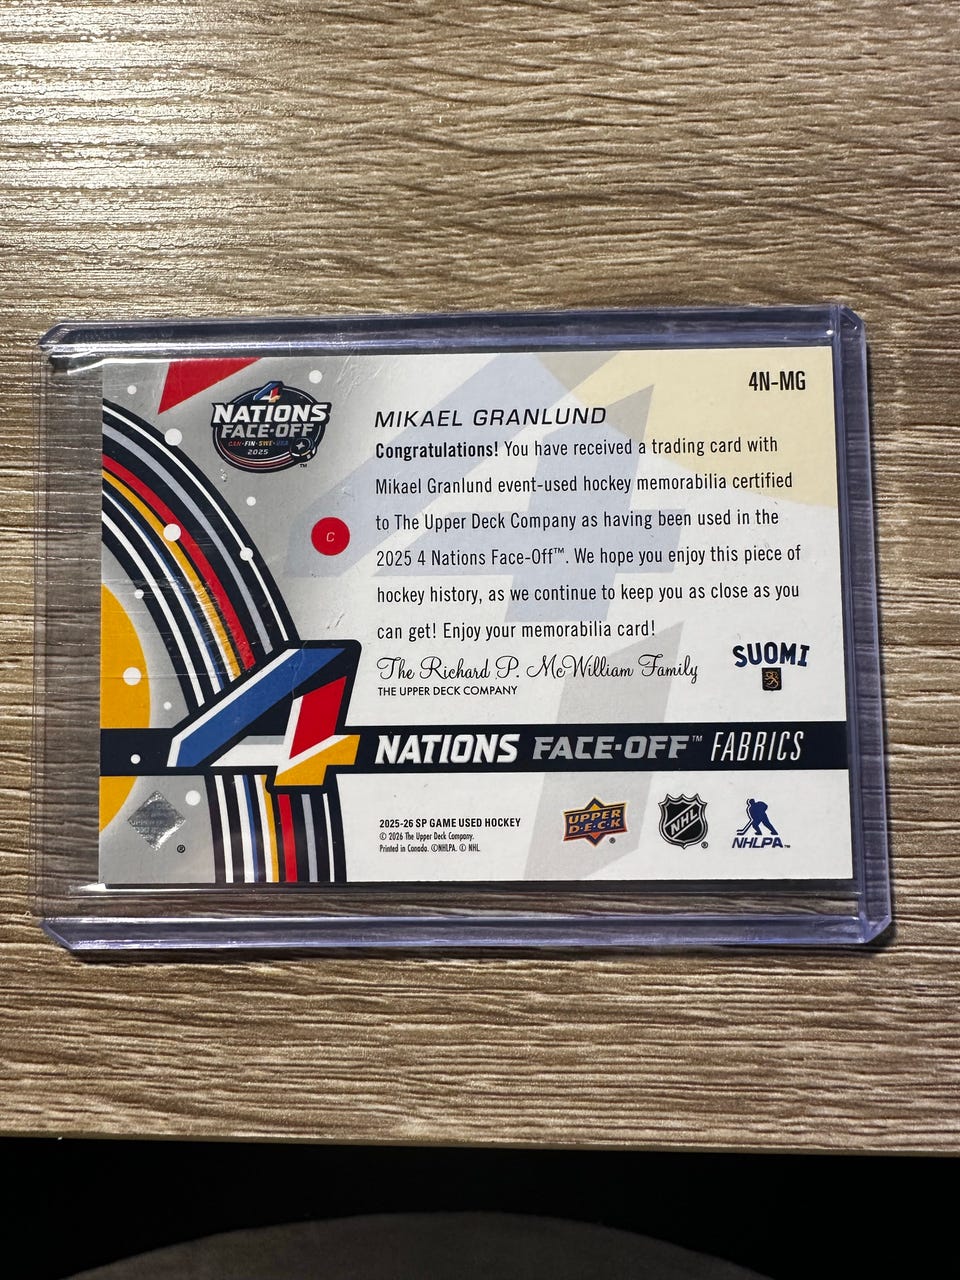 4N-MG
4
NATIONS
FACE-OFF
CAN•FIN•SWE•USA
2025
TM
MIKAEL GRANLUND
Congratulations! You have received a trading card with
Mikael Granlund event-used hockey memorabilia certified
to The Upper Deck Company as having been used in the
2025 4 Nations Face-Off™. We hope you enjoy this piece of
hockey history, as we continue to keep you as close as you
can get! Enjoy your memorabilia card!
C
The Richard P. McWilliam Family
THE UPPER DECK COMPANY
SUOMI
4 NATIONS FACE-OFF™ FABRICS
2025-26 SP GAME USED HOCKEY
© 2026 The Upper Deck Company.
Printed in Canada. ©NHLPA. © NHL.
UPPER
D•E•C•K®
NHL®
NHLPA™
®